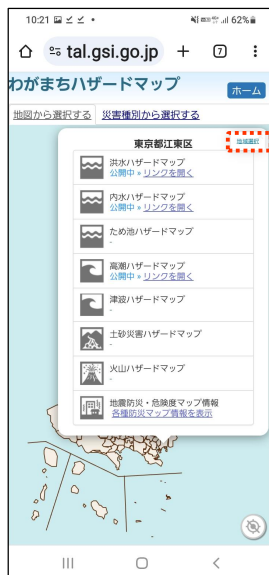 10:21 62%
tal.gsi.go.jp 7
わがまちハザードマップ ホーム
地図から選択する 災害種別から選択する
東京都江東区 地域選択
洪水ハザードマップ
公開中 » リンクを開く
内水ハザードマップ
公開中 » リンクを開く
ため池ハザードマップ
-
高潮ハザードマップ
公開中 » リンクを開く
津波ハザードマップ
-
土砂災害ハザードマップ
-
火山ハザードマップ
-
地震防災・危険度マップ情報
各種防災マップ情報を表示